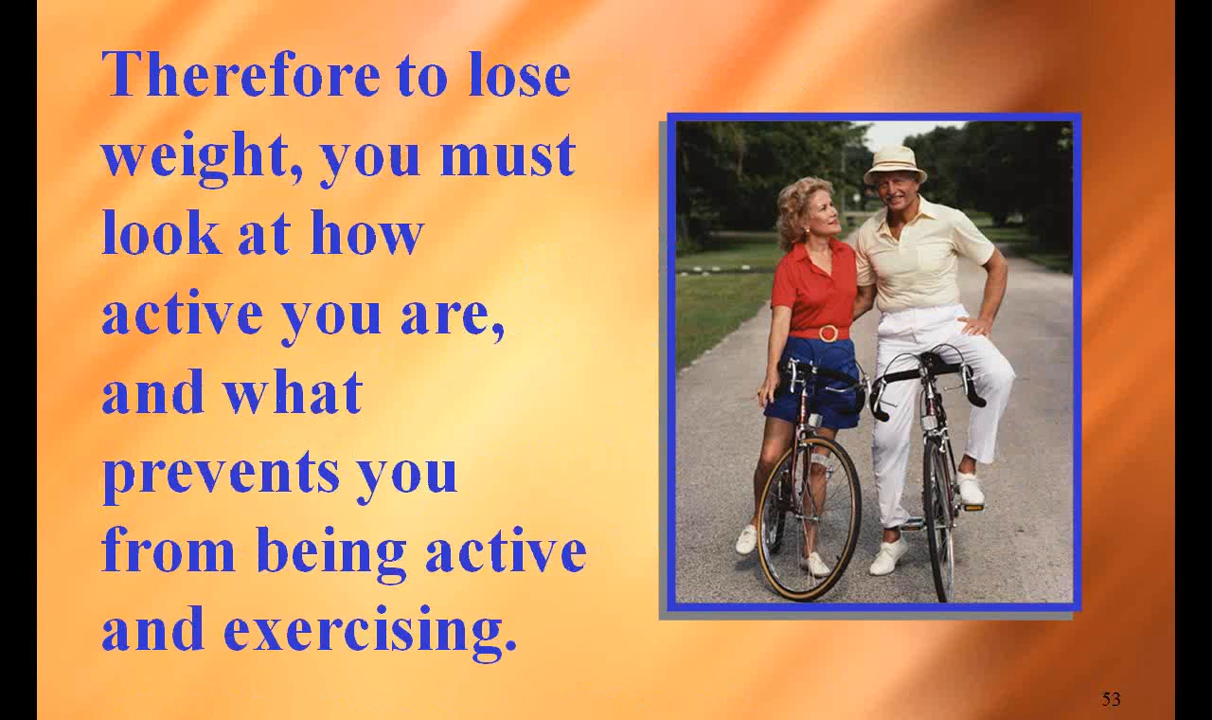 Therefore to lose
weight, you must
look at how
active you are,
and what
prevents you
from being active
and exercising.
53